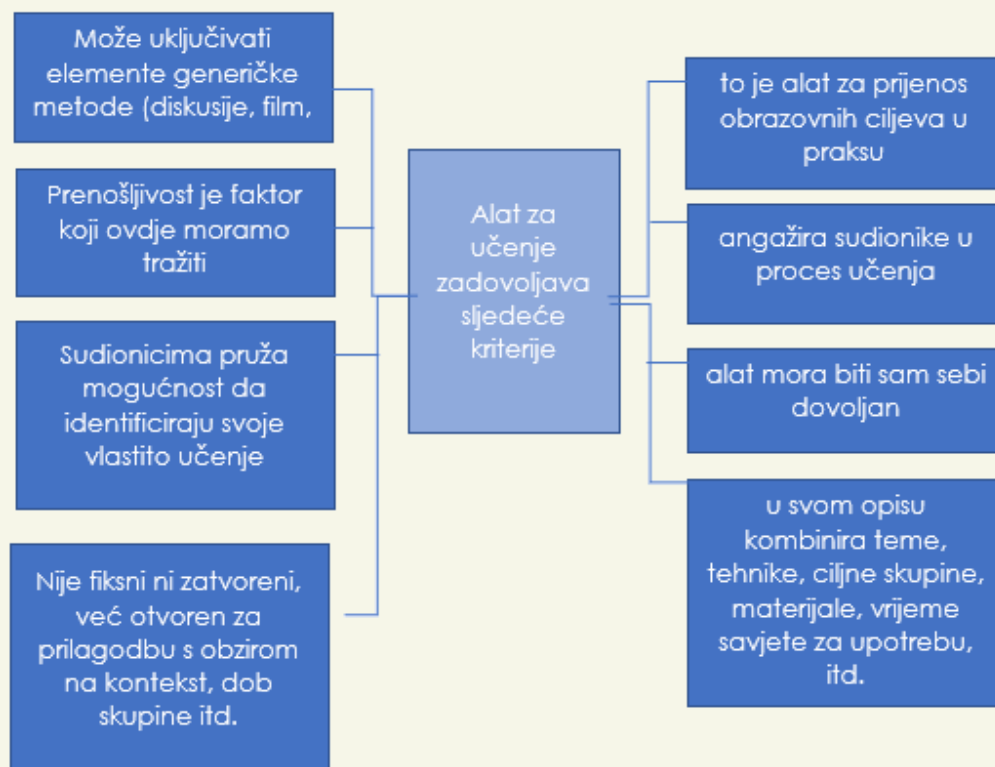 Može uključivati
elemente generičke
metode (diskusije, film,
Prenošljivost je faktor
koji ovdje moramo
tražiti
Sudionicima pruža
mogućnost da
identificiraju svoje
vlastito učenje
Nije fiksni ni zatvoreni,
već otvoren za
prilagodbu s obzirom
na kontekst, dob
skupine itd.
Alat za
učenje
zadovoljava
sljedeće
kriterije
to je alat za prijenos
obrazovnih ciljeva u
praksu
angažira sudionike u
proces učenja
alat mora biti sam sebi
dovoljan
u svom opisu
kombinira teme,
tehnike, ciljne skupine,
materijale, vrijeme
savjete za upotrebu,
itd.